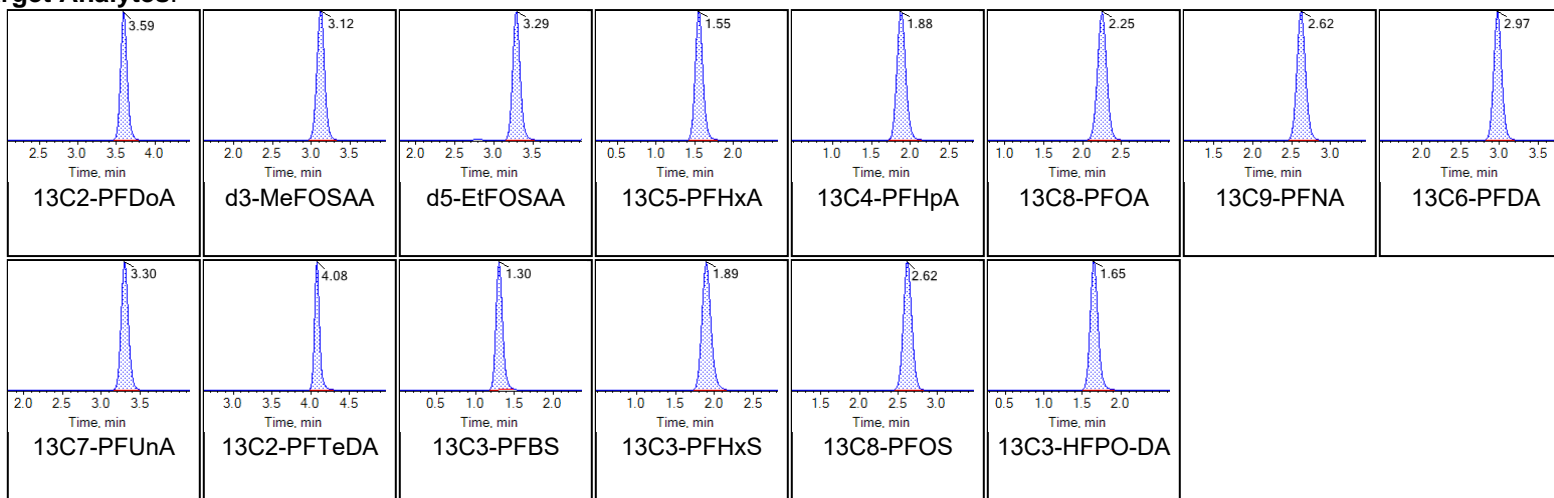 3.59 3.12 3.29 1.55 1.88 2.25 2.62 2.97
2.5 3.0 3.5 4.0 2.0 2.5 3.0 3.5 2.0 2.5 3.0 3.5 0.5 1.0 1.5 2.0 1.0 1.5 2.0 2.5 1.0 1.5 2.0 2.5 1.5 2.0 2.5 3.0 2.0 2.5 3.0 3.5
Time, min Time, min Time, min Time, min Time, min Time, min Time, min Time, min
13C2-PFDoA d3-MeFOSAA d5-EtFOSAA 13C5-PFHxA 13C4-PFHpA 13C8-PFOA 13C9-PFNA 13C6-PFDA
3.30 4.08 1.30 1.89 2.62 1.65
2.0 2.5 3.0 3.5 3.0 3.5 4.0 4.5 0.5 1.0 1.5 2.0 1.0 1.5 2.0 2.5 1.5 2.0 2.5 3.0 0.5 1.0 1.5 2.0
Time, min Time, min Time, min Time, min Time, min Time, min
13C7-PFUnA 13C2-PFTeDA 13C3-PFBS 13C3-PFHxS 13C8-PFOS 13C3-HFPO-DA